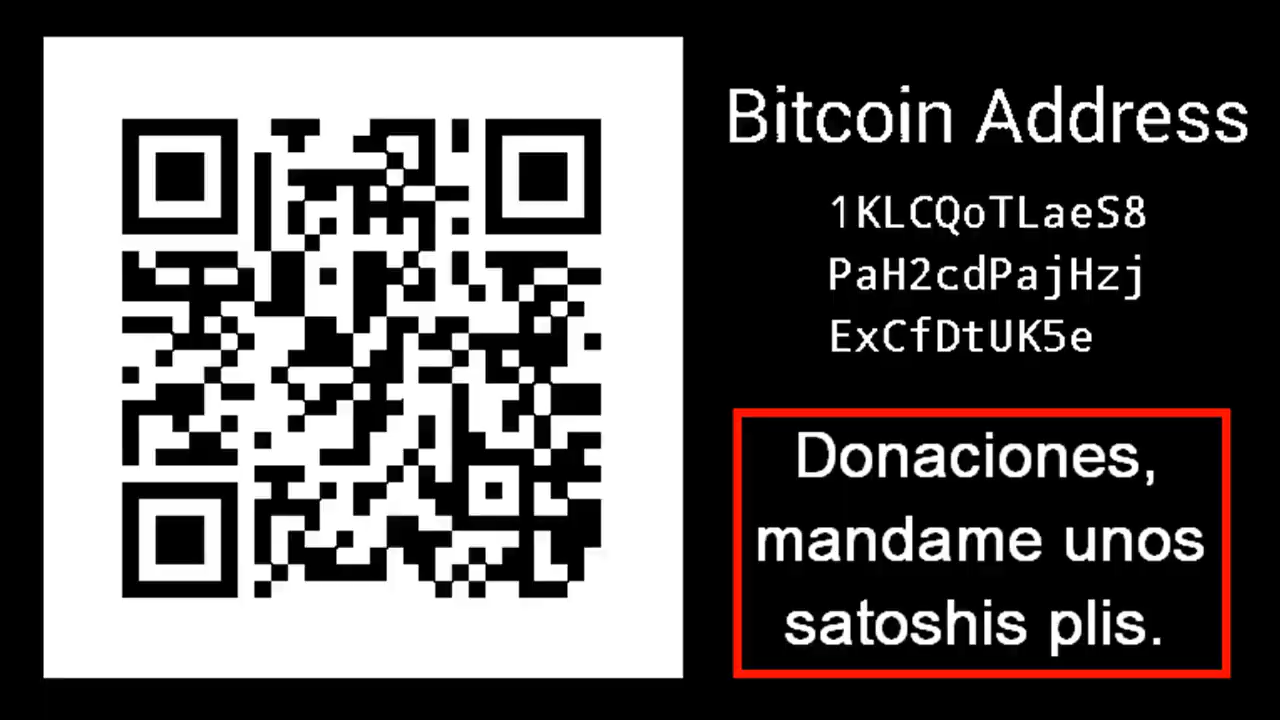 Bitcoin Address
1KLCQoTLaeS8
PaH2cdPajHzj
ExCfDtUK5e
Donaciones,
mandame unos
satoshis plis.